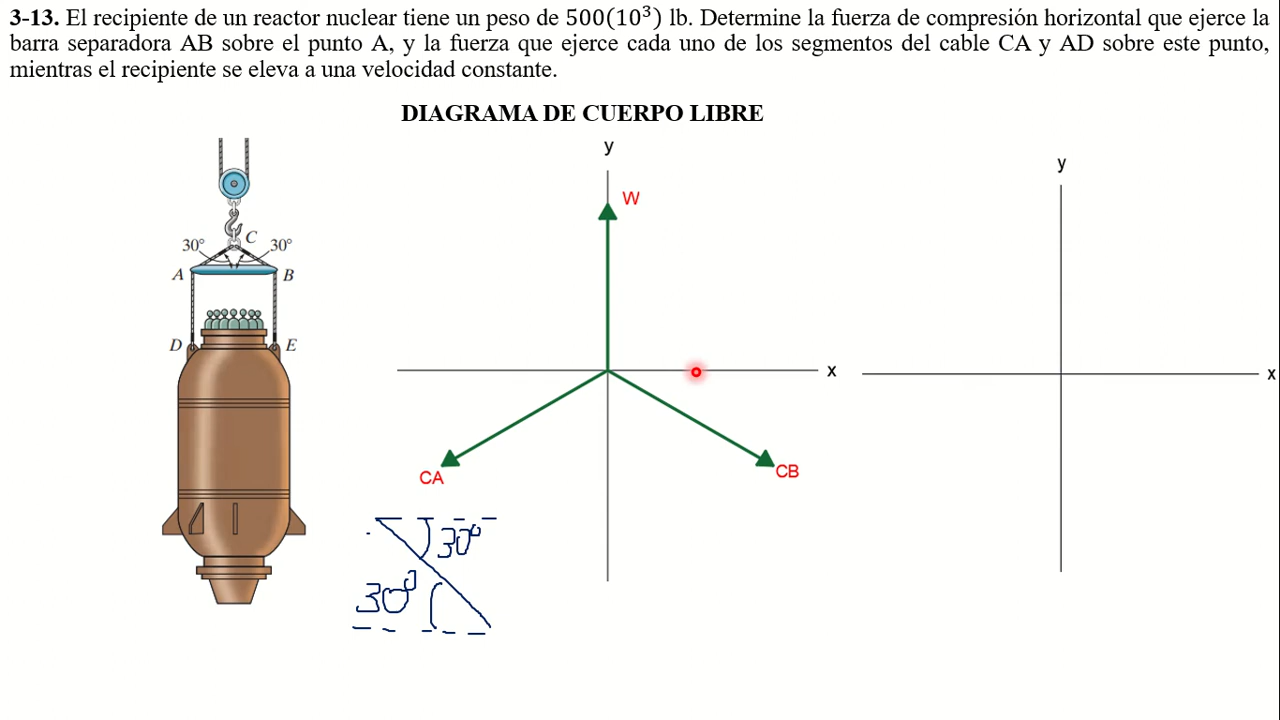 3-13. El recipiente de un reactor nuclear tiene un peso de 500(10³) lb. Determine la fuerza de compresión horizontal que ejerce la
barra separadora AB sobre el punto A, y la fuerza que ejerce cada uno de los segmentos del cable CA y AD sobre este punto,
mientras el recipiente se eleva a una velocidad constante.
DIAGRAMA DE CUERPO LIBRE
y
y
W
C
30°
30°
A
B
D
E
x
x
CA
CB
30°
30°